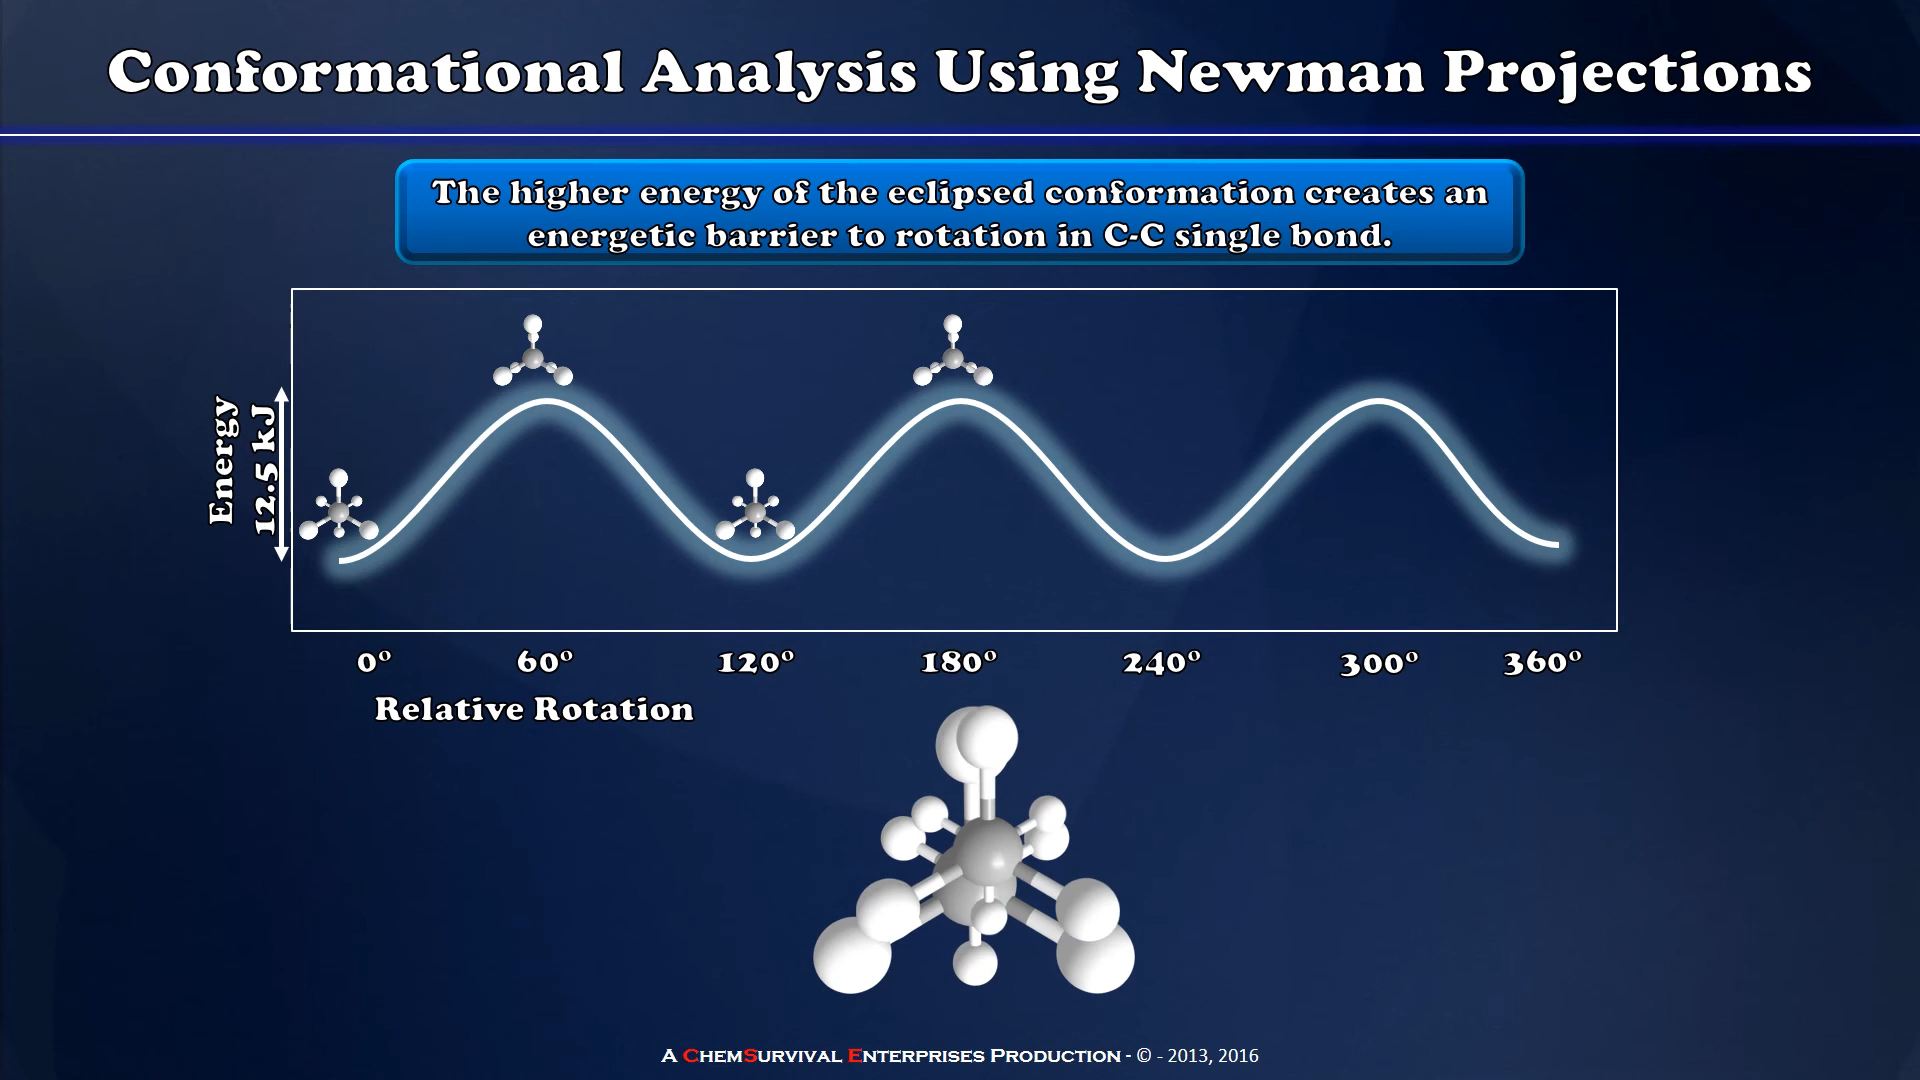 Conformational Analysis Using Newman Projections
The higher energy of the eclipsed conformation creates an
energetic barrier to rotation in C-C single bond.
Energy
12.5 kJ
0° 60° 120° 180° 240° 300° 360°
Relative Rotation
A ChemSurvival Enterprises Production - © - 2013, 2016